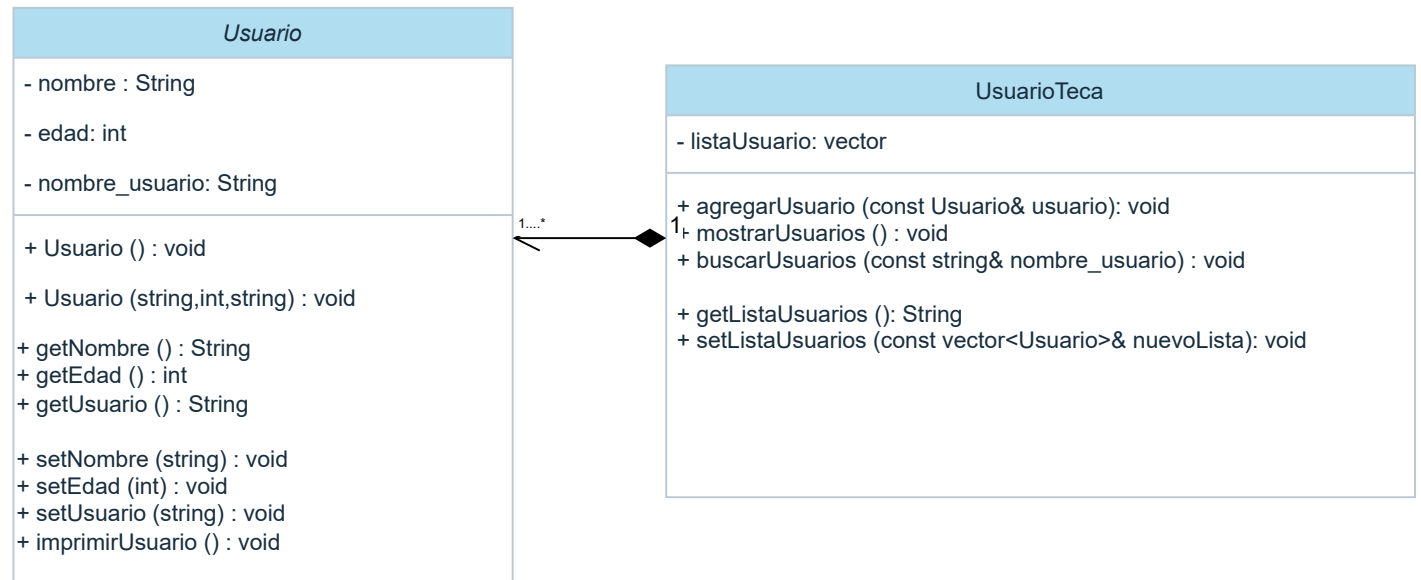 Usuario
- nombre : String
- edad: int
- nombre_usuario: String
+ Usuario () : void
+ Usuario (string,int,string) : void
+ getNombre () : String
+ getEdad () : int
+ getUsuario () : String
+ setNombre (string) : void
+ setEdad (int) : void
+ setUsuario (string) : void
+ imprimirUsuario () : void
1....*
1
UsuarioTeca
- listaUsuario: vector
+ agregarUsuario (const Usuario& usuario): void
+ mostrarUsuarios () : void
+ buscarUsuarios (const string& nombre_usuario) : void
+ getListaUsuarios (): String
+ setListaUsuarios (const vector<Usuario>& nuevoLista): void